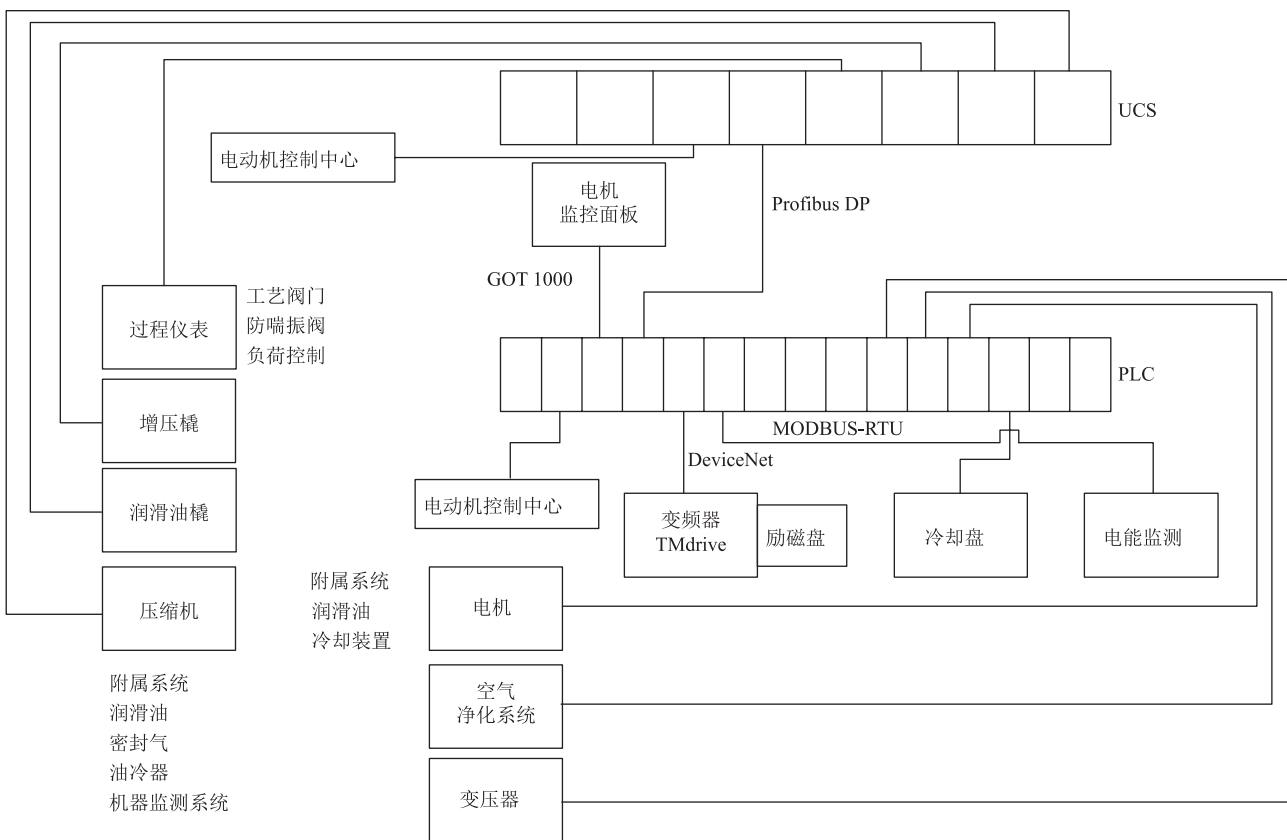 UCS
电动机控制中心
电机
监控面板
Profibus DP
GOT 1000
过程仪表
工艺阀门
防喘振阀
负荷控制
PLC
增压橇
MODBUS-RTU
DeviceNet
润滑油橇
电动机控制中心
变频器
TMdrive
励磁盘
冷却盘
电能监测
压缩机
附属系统
润滑油
冷却装置
电机
附属系统
润滑油
密封气
油冷器
机器监测系统
空气
净化系统
变压器